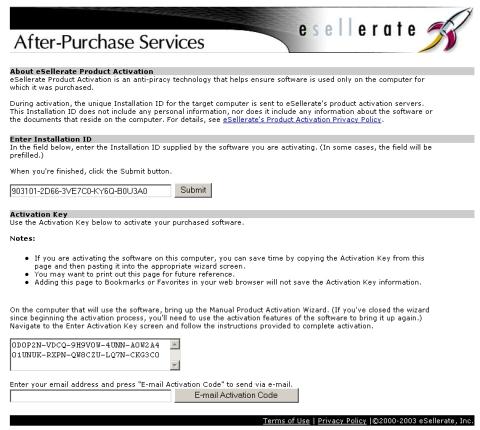 esellerate
After-Purchase Services
About eSellerate Product Activation
eSellerate Product Activation is an anti-piracy technology that helps ensure software is used only on the computer for
which it was purchased.
During activation, the unique Installation ID for the target computer is sent to eSellerate's product activation servers.
This Installation ID does not include any personal information, nor does it include any information about the software or
the documents that reside on the computer. For details, see eSellerate's Product Activation Privacy Policy.
Enter Installation ID
In the field below, enter the Installation ID supplied by the software you are activating. (In some cases, the field will be
prefilled.)
When you're finished, click the Submit button.
903101-2D66-3VE7C0-KY6Q-B0U3A0 Submit
Activation Key
Use the Activation Key below to activate your purchased software.
Notes:
• If you are activating the software on this computer, you can save time by copying the Activation Key from this
page and then pasting it into the appropriate wizard screen.
• You may want to print out this page for future reference.
• Adding this page to Bookmarks or Favorites in your web browser will not save the Activation Key information.
On the computer that will use the software, bring up the Manual Product Activation Wizard. (If you've closed the wizard
since beginning the activation process, you'll need to use the activation features of the software to bring it up again.)
Navigate to the Enter Activation Key screen and follow the instructions provided to complete activation.
0D0P2N-VDCQ-9H9V0W-4UNN-A0W2A4
01UNUK-RXPN-QW8CZU-LQ7N-CKG3C0
Enter your email address and press "E-mail Activation Code" to send via e-mail.
E-mail Activation Code
Terms of Use | Privacy Policy |©2000-2003 eSellerate, Inc.